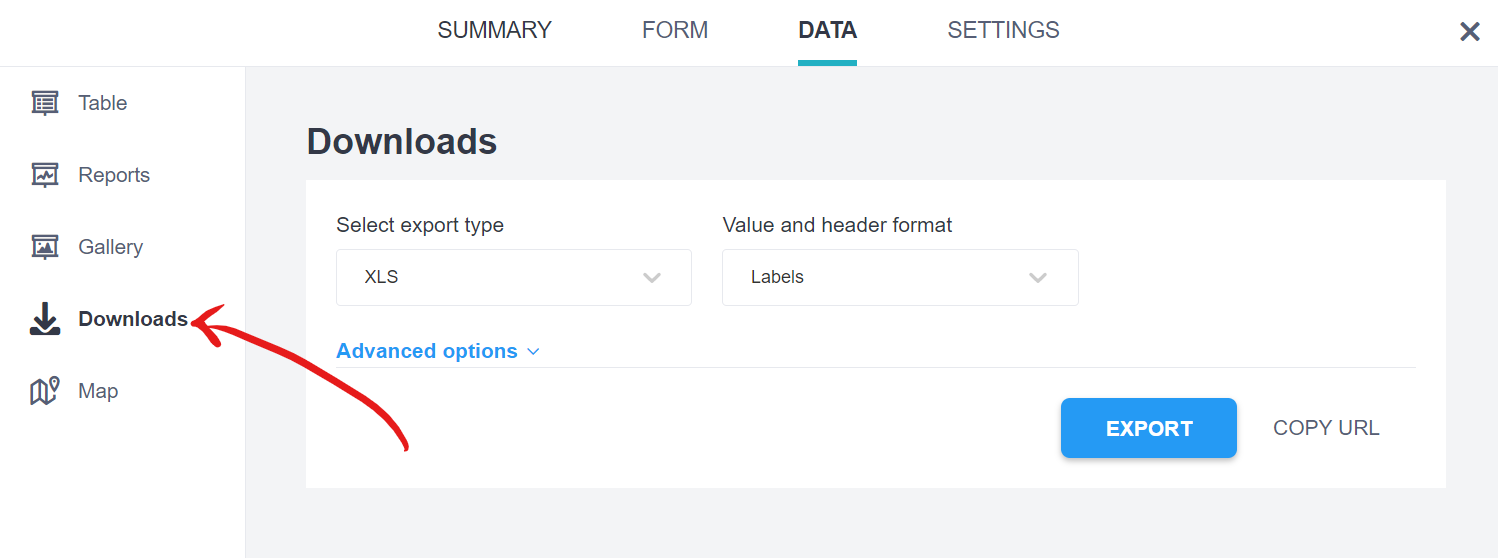 SUMMARY FORM DATA SETTINGS
Table
Reports
Gallery
Downloads
Map
Downloads
Select export type Value and header format
XLS Labels
Advanced options
EXPORT COPY URL